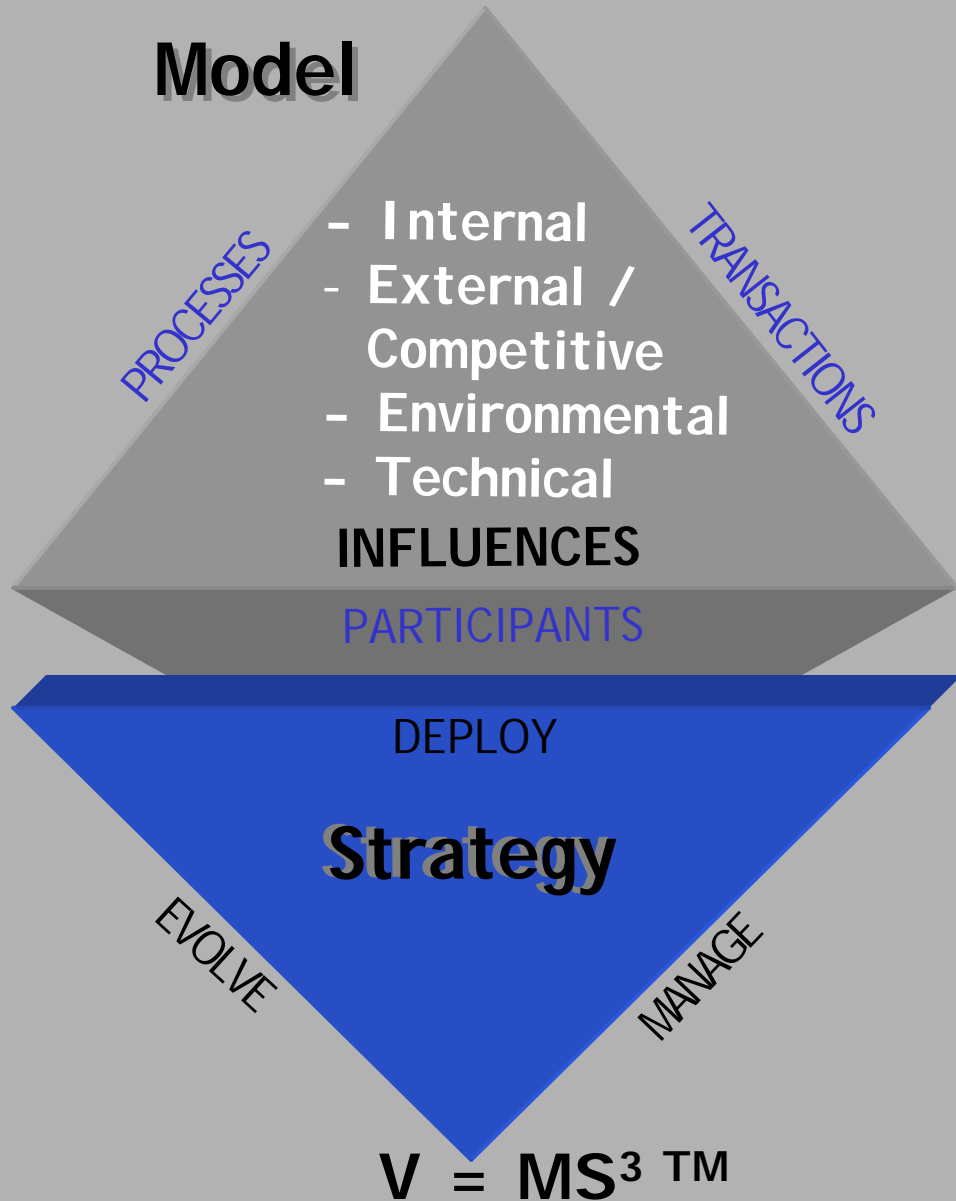 Model
PROCESSES
TRANSACTIONS
- Internal
- External /
Competitive
- Environmental
- Technical
INFLUENCES
PARTICIPANTS
DEPLOY
Strategy
EVOLVE
MANAGE
V = MS³ ™